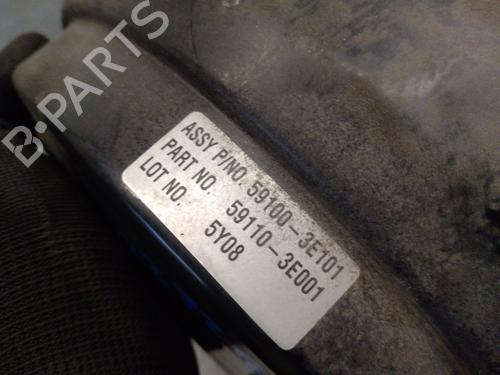 B-PARTS
ASSY P/NO. 59100-3E101
PART NO. 59110-3E001
LOT NO. 5Y08